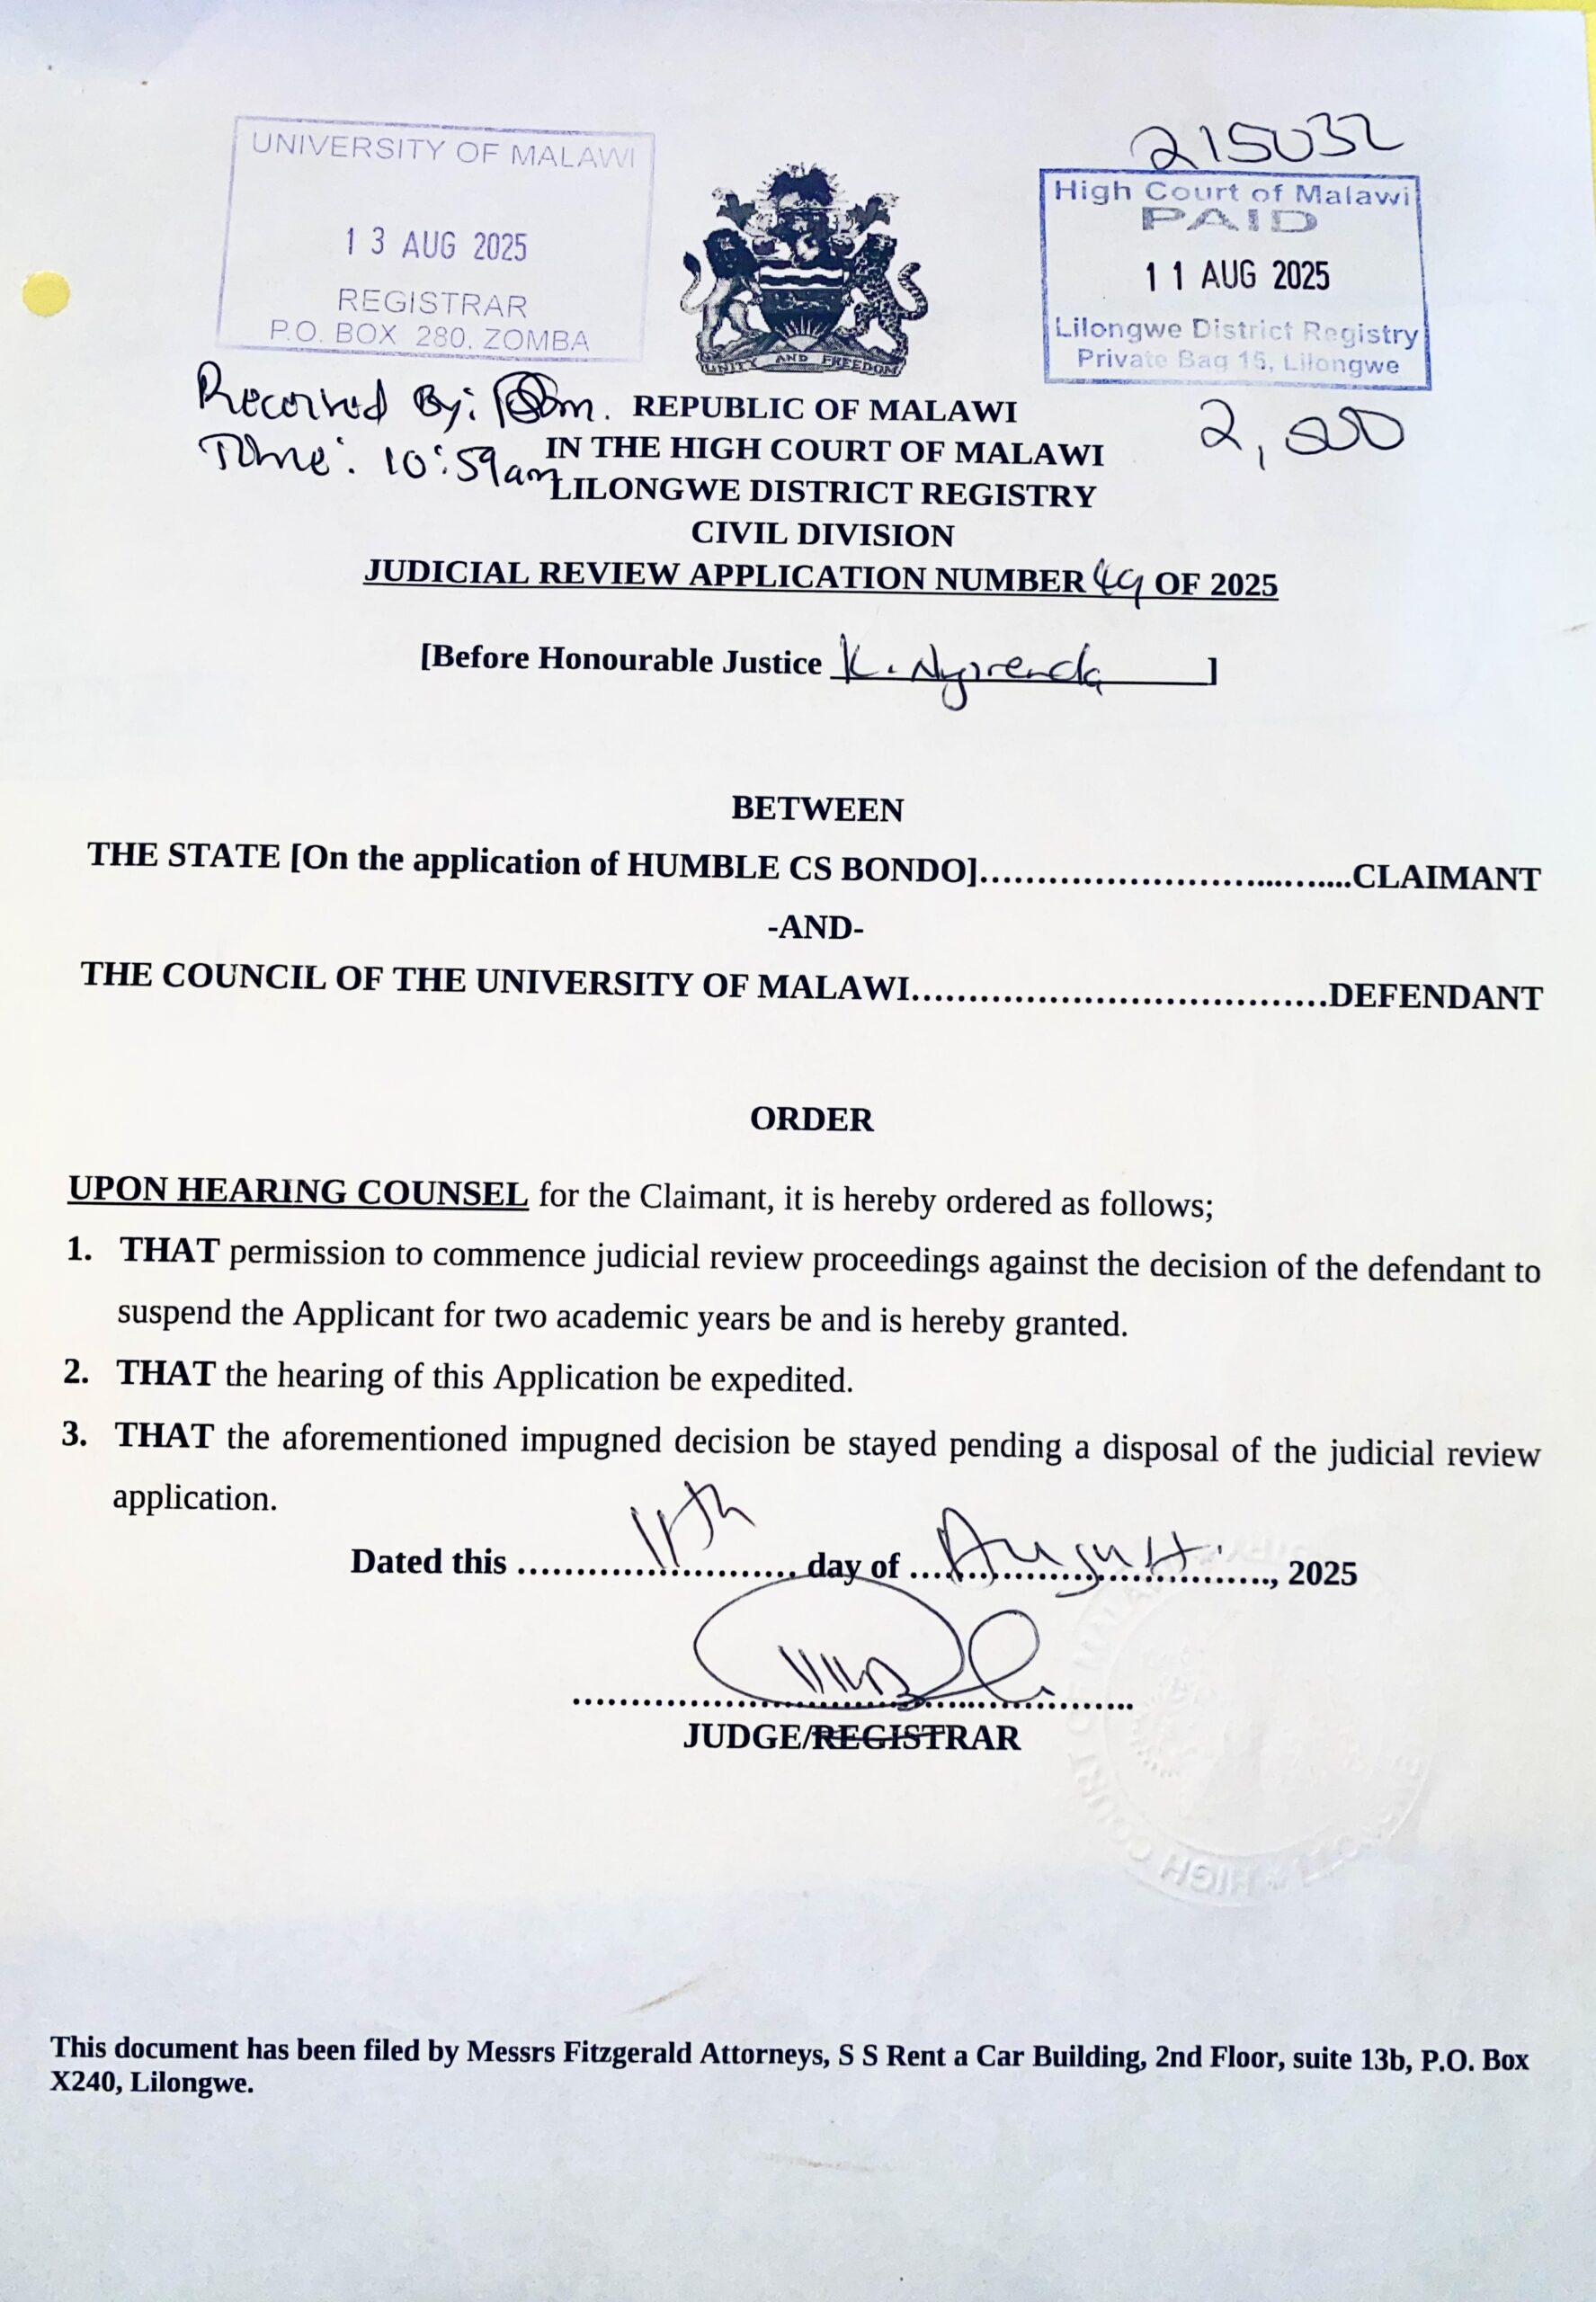 UNIVERSITY OF MALAWI
13 AUG 2025
REGISTRAR
P.O. BOX 280, ZOMBA
215032
High Court of Malawi
PAID
11 AUG 2025
Lilongwe District Registry
Private Bag 15, Lilongwe
2,000
UNITY AND FREEDOM
Received By:
Time: 10:59am
REPUBLIC OF MALAWI
IN THE HIGH COURT OF MALAWI
LILONGWE DISTRICT REGISTRY
CIVIL DIVISION
JUDICIAL REVIEW APPLICATION NUMBER 49 OF 2025
[Before Honourable Justice K. Nyirenda ]
BETWEEN
THE STATE [On the application of HUMBLE CS BONDO]................................CLAIMANT
-AND-
THE COUNCIL OF THE UNIVERSITY OF MALAWI....................................DEFENDANT
ORDER
UPON HEARING COUNSEL for the Claimant, it is hereby ordered as follows;
1. THAT permission to commence judicial review proceedings against the decision of the defendant to
suspend the Applicant for two academic years be and is hereby granted.
2. THAT the hearing of this Application be expedited.
3. THAT the aforementioned impugned decision be stayed pending a disposal of the judicial review
application.
Dated this 11th day of August, 2025
JUDGE/REGISTRAR
HIGH COURT OF MALAWI
This document has been filed by Messrs Fitzgerald Attorneys, S S Rent a Car Building, 2nd Floor, suite 13b, P.O. Box
X240, Lilongwe.